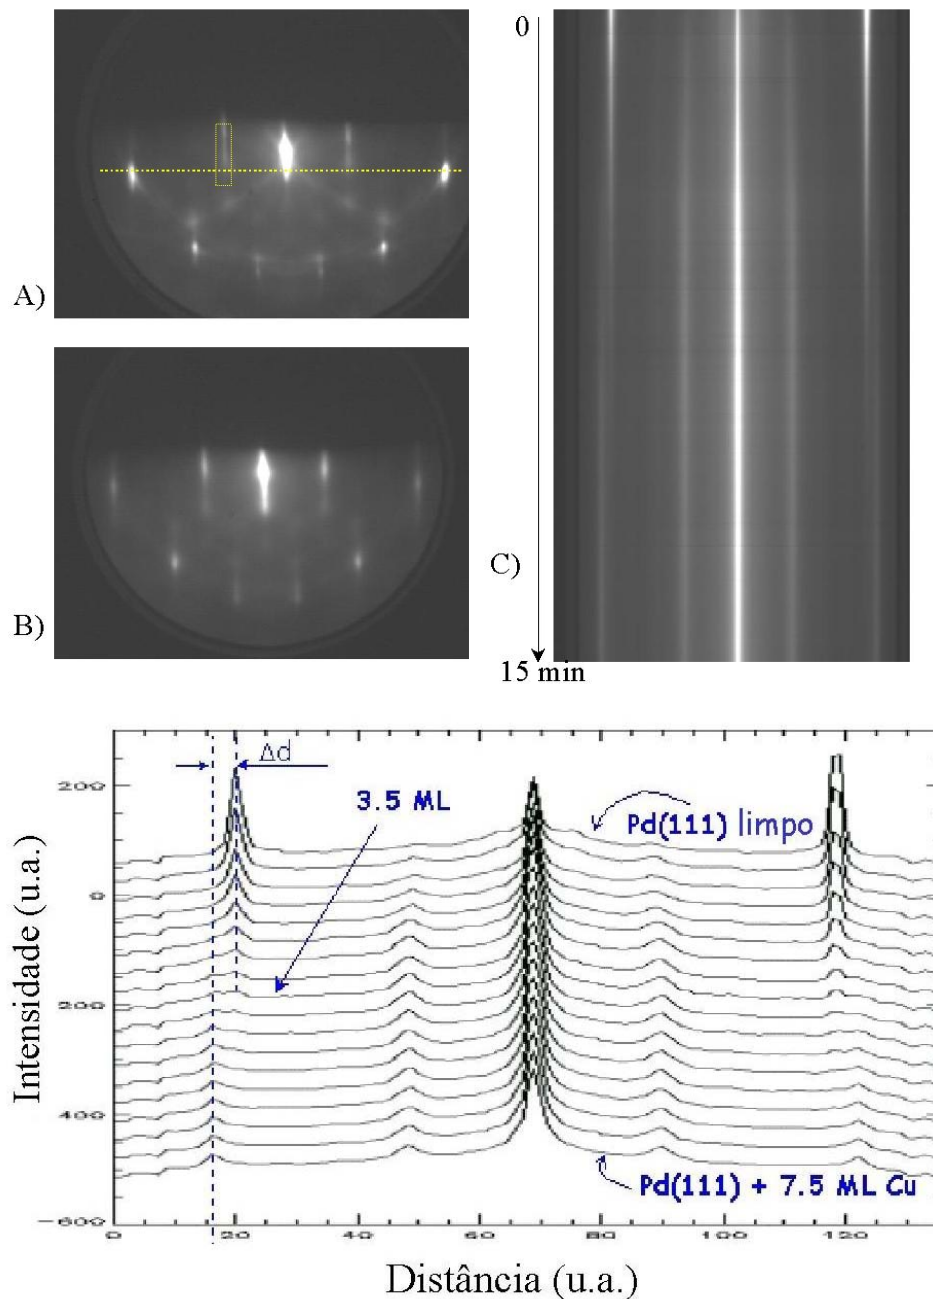 0
A)
B)
C)
15 min
Δd
3.5 ML
Pd(111) limpo
200
0
200
400
-600
Intensidade (u.a.)
Pd(111) + 7.5 ML Cu
0 20 40 60 80 100 120
Distância (u.a.)